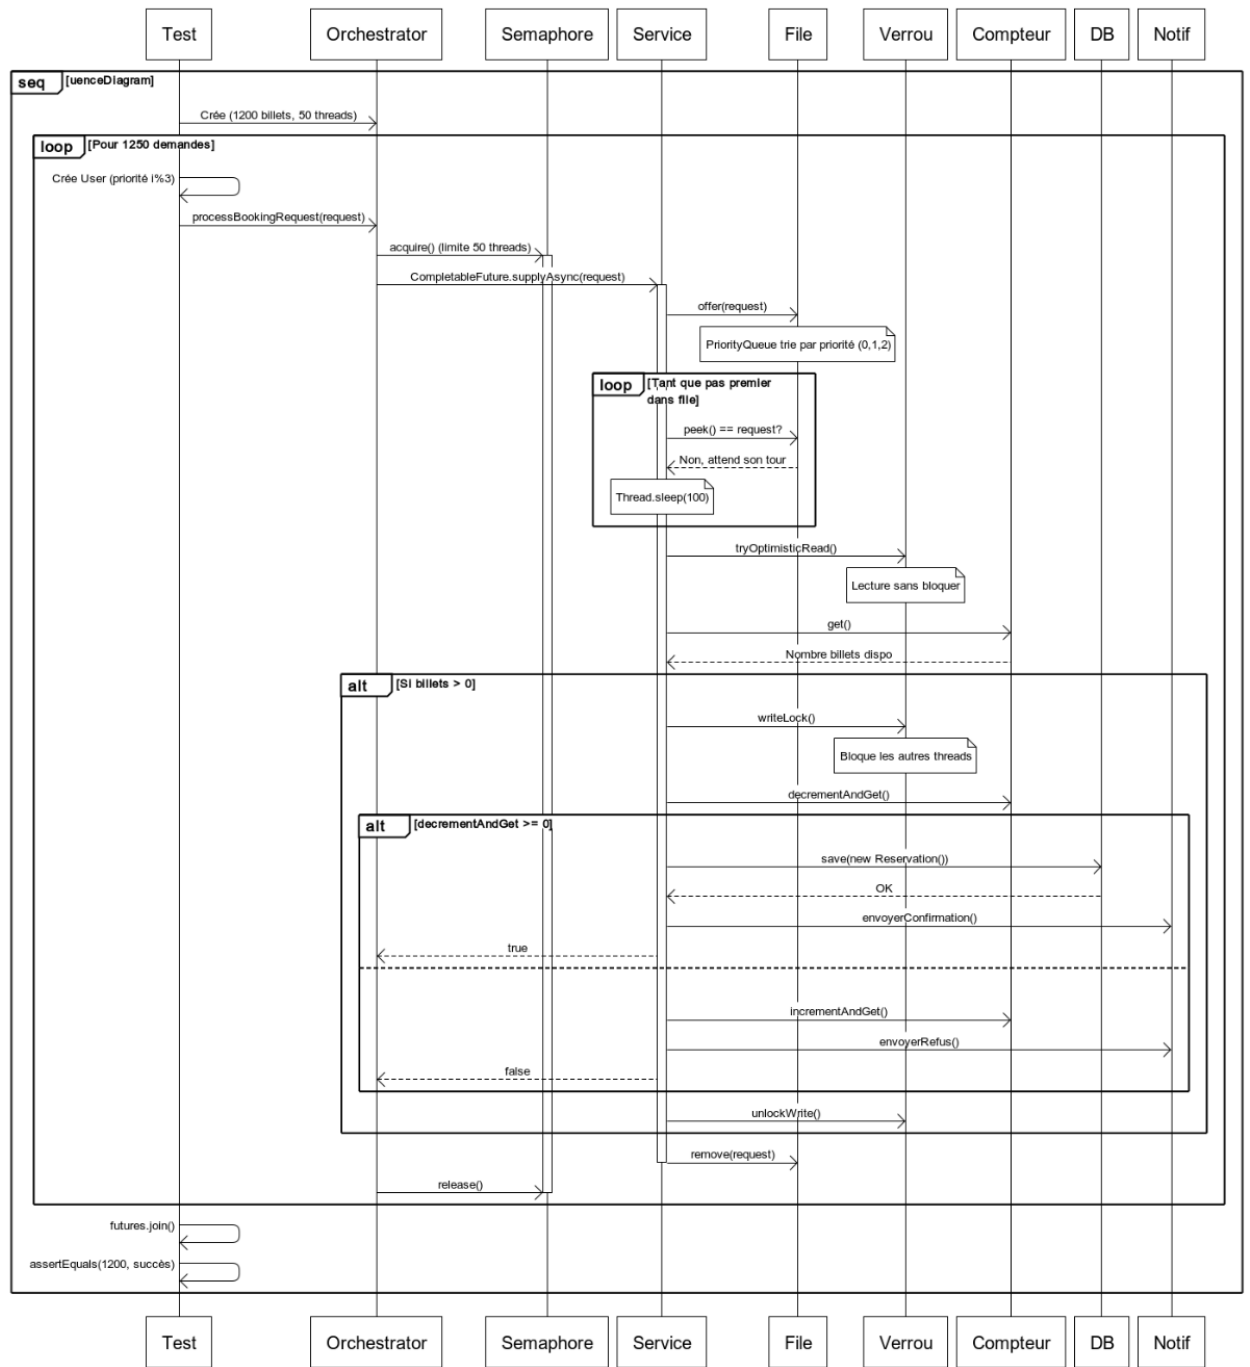 Test
Orchestrator
Semaphore
Service
File
Verrou
Compteur
DB
Notif
seq
[uenceDiagram]
Crée (1200 billets, 50 threads)
loop
[Pour 1250 demandes]
Crée User (priorité i%3)
processBookingRequest(request)
acquire() (limite 50 threads)
CompletableFuture.supplyAsync(request)
offer(request)
PriorityQueue trie par priorité (0,1,2)
loop
[Tant que pas premier
dans file]
peek() == request?
Non, attend son tour
Thread.sleep(100)
tryOptimisticRead()
Lecture sans bloquer
get()
Nombre billets dispo
alt
[Si billets > 0]
writeLock()
Bloque les autres threads
decrementAndGet()
alt
[decrementAndGet >= 0]
save(new Reservation())
OK
envoyerConfirmation()
true
incrementAndGet()
envoyerRefus()
false
unlockWrite()
remove(request)
release()
futures.join()
assertEquals(1200, succès)
Test
Orchestrator
Semaphore
Service
File
Verrou
Compteur
DB
Notif